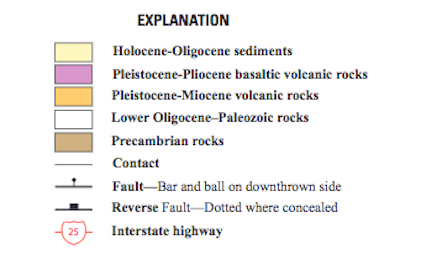 EXPLANATION
Holocene-Oligocene sediments
Pleistocene-Pliocene basaltic volcanic rocks
Pleistocene-Miocene volcanic rocks
Lower Oligocene–Paleozoic rocks
Precambrian rocks
Contact
Fault—Bar and ball on downthrown side
Reverse Fault—Dotted where concealed
25 Interstate highway